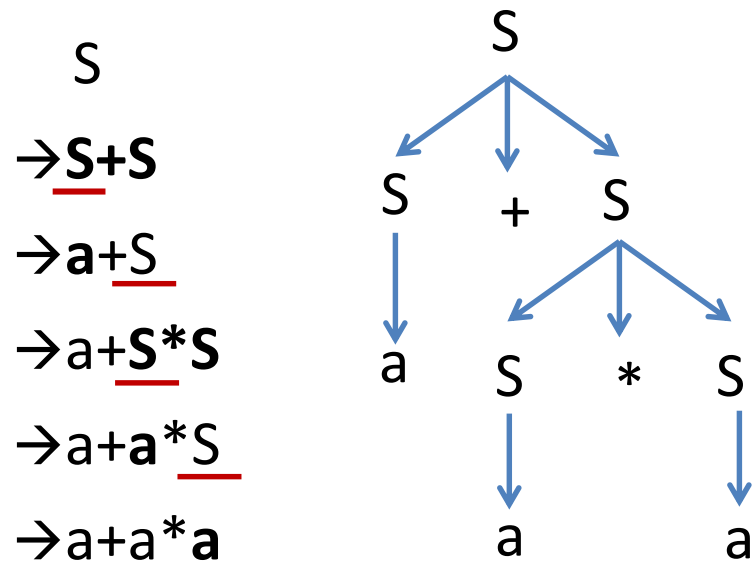 S
→S+S
→a+S
→a+S*S
→a+a*S
→a+a*a
S
S + S
a S * S
a a